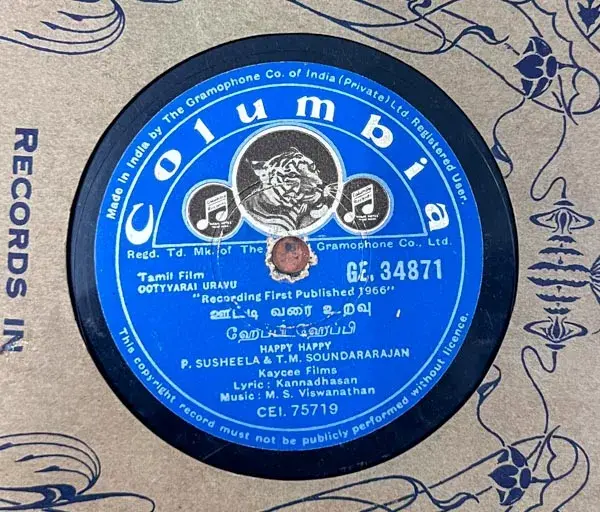 Made in India by The Gramophone Co. of India (Private) Ltd. Registered User.
Columbia
Regd. Td. Mk. of The Gramophone Co., Ltd.
Tamil Film
OOTYVARAI URAVU
GE. 34871
"Recording First Published 1966"
ஊட்டி வரை உறவு
ஹேப்பி ஹேப்பி
HAPPY HAPPY
P. SUSHEELA & T.M. SOUNDARARAJAN
Kaycee Films
Lyric : Kannadhasan
Music : M. S. Viswanathan
CEI. 75719
This copyright record must not be publicly performed without licence.
RECORDS IN